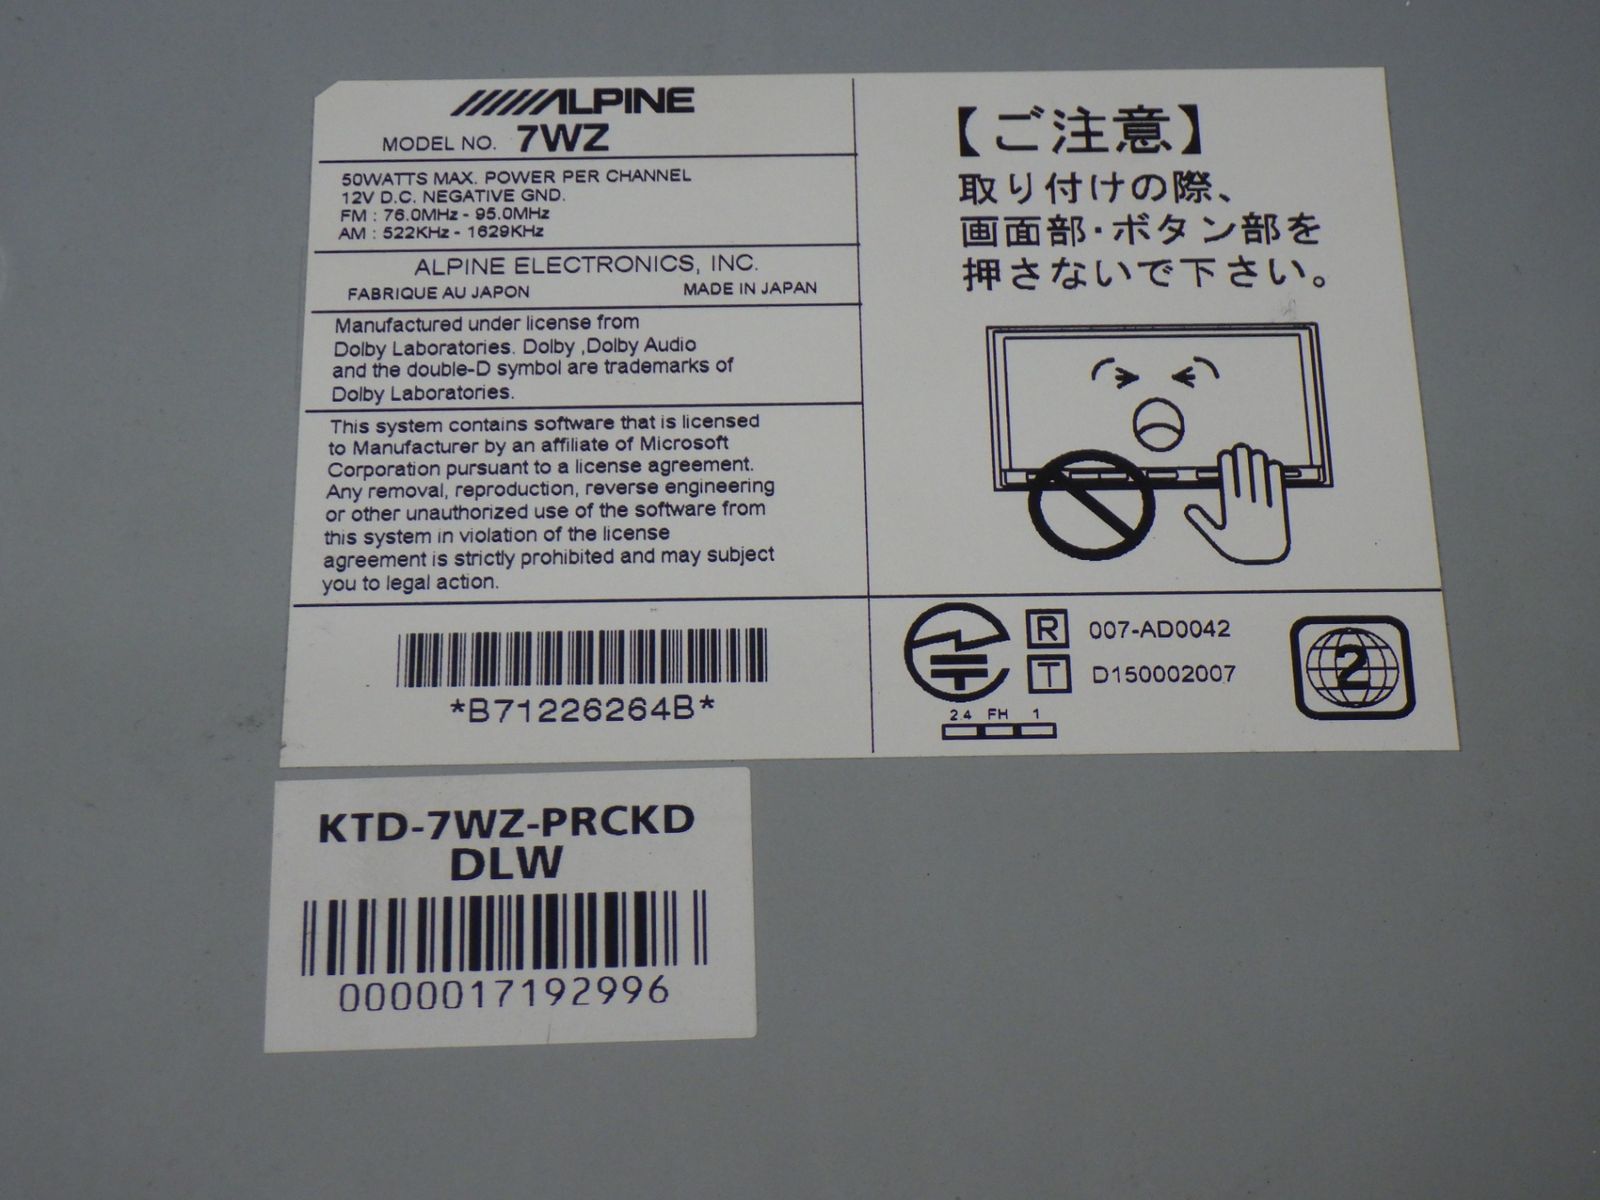 ALPINE
MODEL NO. 7WZ
50WATTS MAX. POWER PER CHANNEL
12V D.C. NEGATIVE GND.
FM : 76.0MHz - 95.0MHz
AM : 522KHz - 1629KHz
ALPINE ELECTRONICS, INC.
FABRIQUE AU JAPON MADE IN JAPAN
Manufactured under license from
Dolby Laboratories. Dolby ,Dolby Audio
and the double-D symbol are trademarks of
Dolby Laboratories.
This system contains software that is licensed
to Manufacturer by an affiliate of Microsoft
Corporation pursuant to a license agreement.
Any removal, reproduction, reverse engineering
or other unauthorized use of the software from
this system in violation of the license
agreement is strictly prohibited and may subject
you to legal action.
*B71226264B*
【ご注意】
取り付けの際、
画面部・ボタン部を
押さないで下さい。
R 007-AD0042
T D150002007
2.4 FH 1
2
KTD-7WZ-PRCKD
DLW
0000017192996